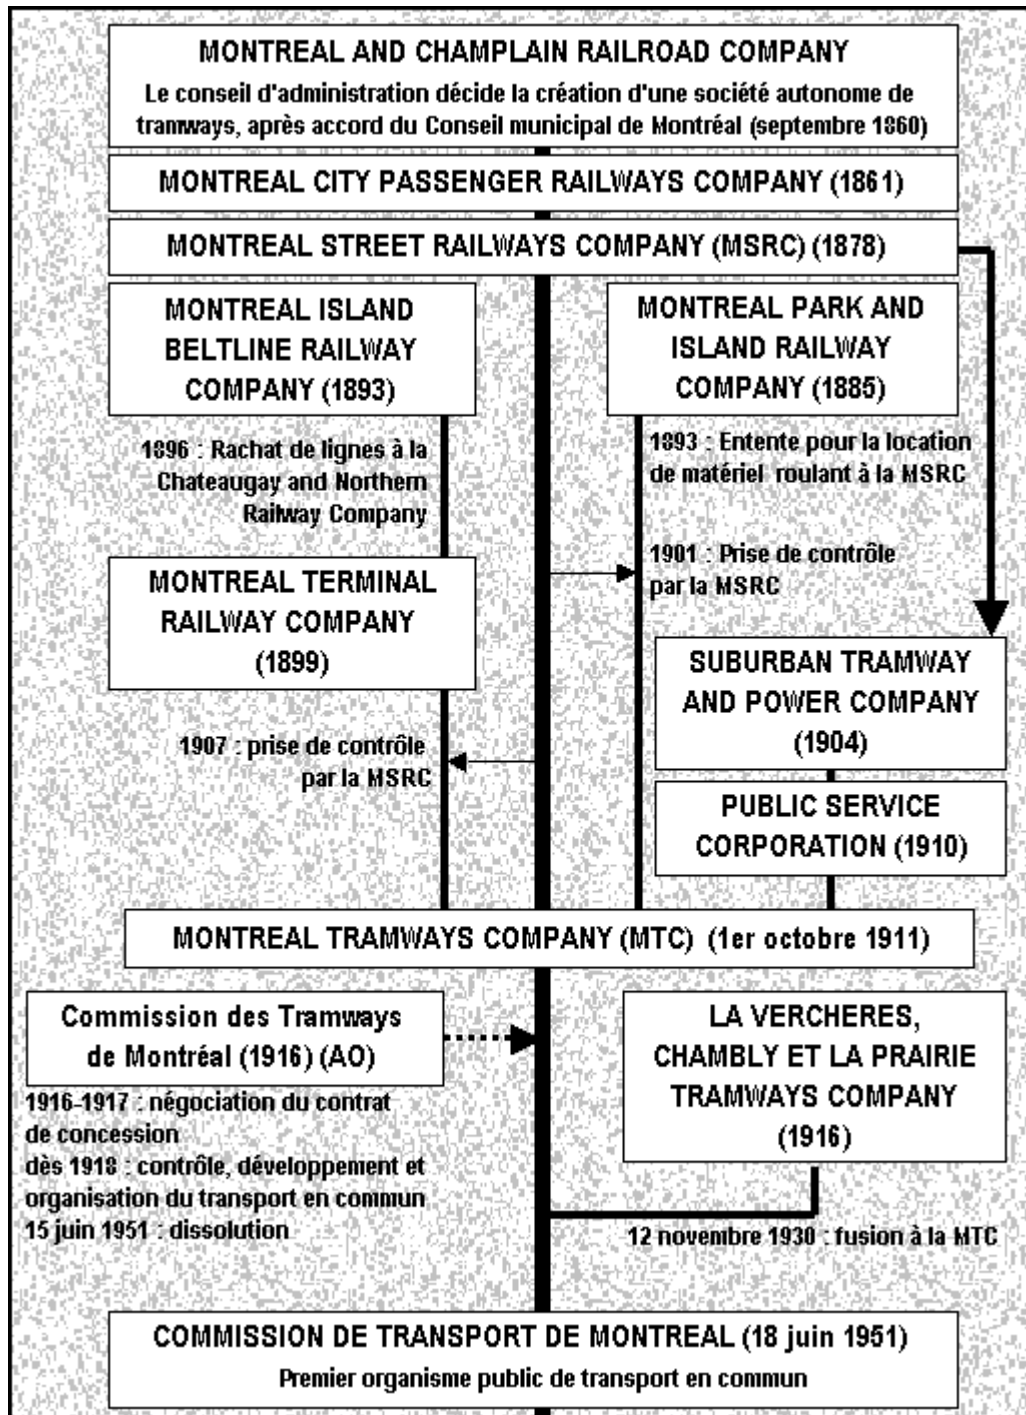 MONTREAL AND CHAMPLAIN RAILROAD COMPANY
Le conseil d'administration décide la création d'une société autonome de
tramways, après accord du Conseil municipal de Montréal (septembre 1860)
MONTREAL CITY PASSENGER RAILWAYS COMPANY (1861)
MONTREAL STREET RAILWAYS COMPANY (MSRC) (1878)
MONTREAL ISLAND
BELTLINE RAILWAY
COMPANY (1893)
MONTREAL PARK AND
ISLAND RAILWAY
COMPANY (1885)
1896 : Rachat de lignes à la
Chateaugay and Northern
Railway Company
1893 : Entente pour la location
de matériel roulant à la MSRC
1901 : Prise de contrôle
par la MSRC
MONTREAL TERMINAL
RAILWAY COMPANY
(1899)
SUBURBAN TRAMWAY
AND POWER COMPANY
(1904)
1907 : prise de contrôle
par la MSRC
PUBLIC SERVICE
CORPORATION (1910)
MONTREAL TRAMWAYS COMPANY (MTC) (1er octobre 1911)
Commission des Tramways
de Montréal (1916) (AO)
1916-1917 : négociation du contrat
de concession
dès 1918 : contrôle, développement et
organisation du transport en commun
15 juin 1951 : dissolution
LA VERCHERES,
CHAMBLY ET LA PRAIRIE
TRAMWAYS COMPANY
(1916)
12 novembre 1930 : fusion à la MTC
COMMISSION DE TRANSPORT DE MONTREAL (18 juin 1951)
Premier organisme public de transport en commun